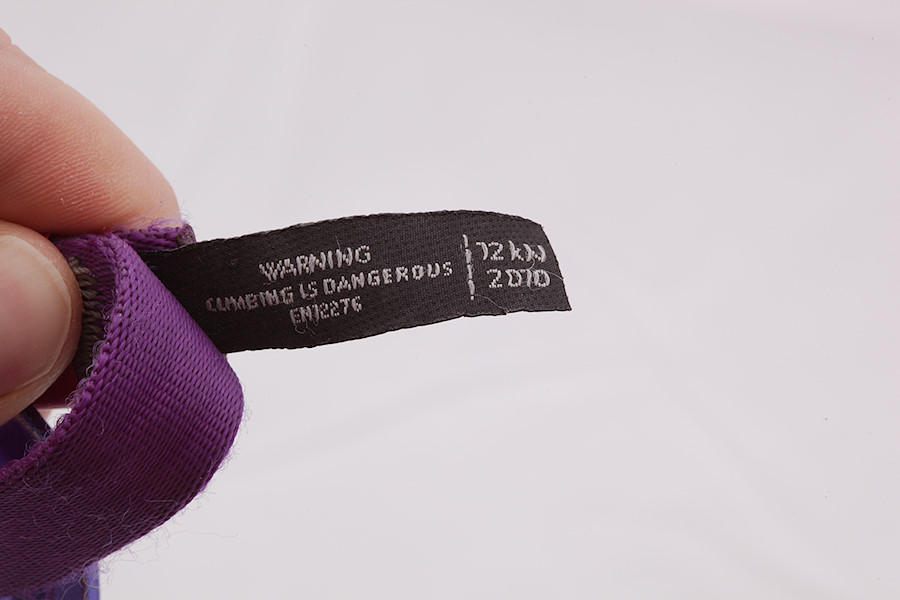 WARNING
CLIMBING IS DANGEROUS
EN12276
12 kN
2010